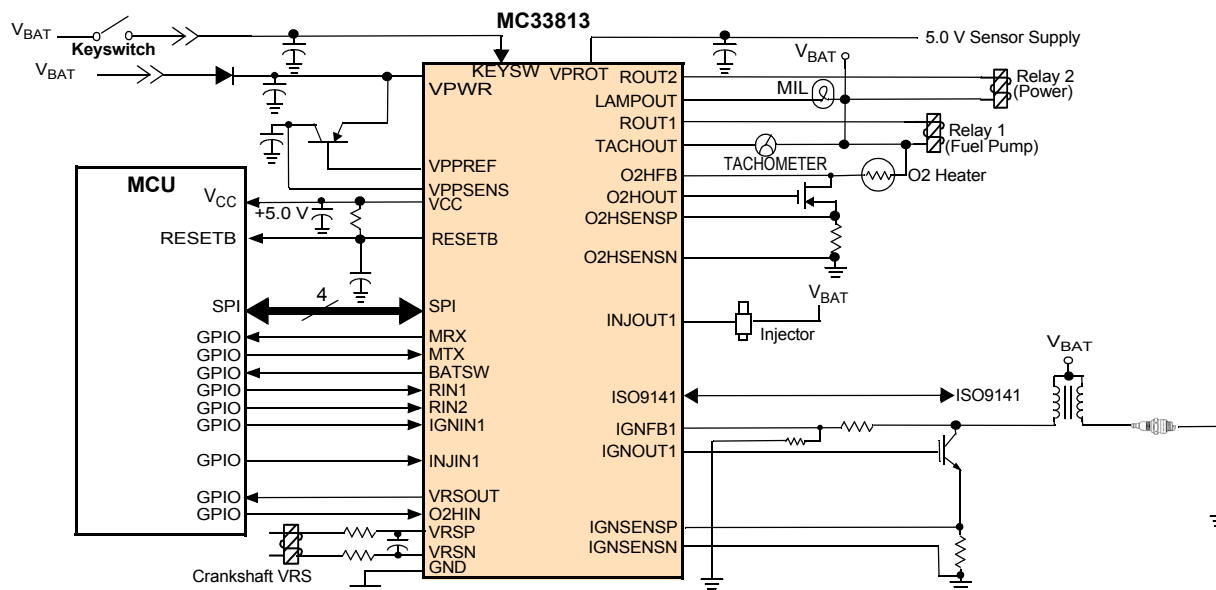 MC33813
VBAT
Keyswitch
VBAT
5.0 V Sensor Supply
KEYSW
VPROT
VBAT
VPWR
ROUT2
MIL
LAMPOUT
Relay 2
(Power)
ROUT1
TACHOUT
TACHOMETER
Relay 1
(Fuel Pump)
VPPREF
O2HFB
O2 Heater
MCU
VPPSENS
O2HOUT
VCC
+5.0 V
VCC
O2HSENSP
RESETB
RESETB
O2HSENSN
VBAT
4
SPI
SPI
INJOUT1
Injector
GPIO
MRX
GPIO
MTX
GPIO
BATSW
GPIO
RIN1
GPIO
RIN2
GPIO
IGNIN1
VBAT
ISO9141
ISO9141
IGNFB1
IGNOUT1
GPIO
INJIN1
GPIO
VRSOUT
GPIO
O2HIN
VRSP
VRSN
GND
IGNSENSP
IGNSENSN
Crankshaft VRS